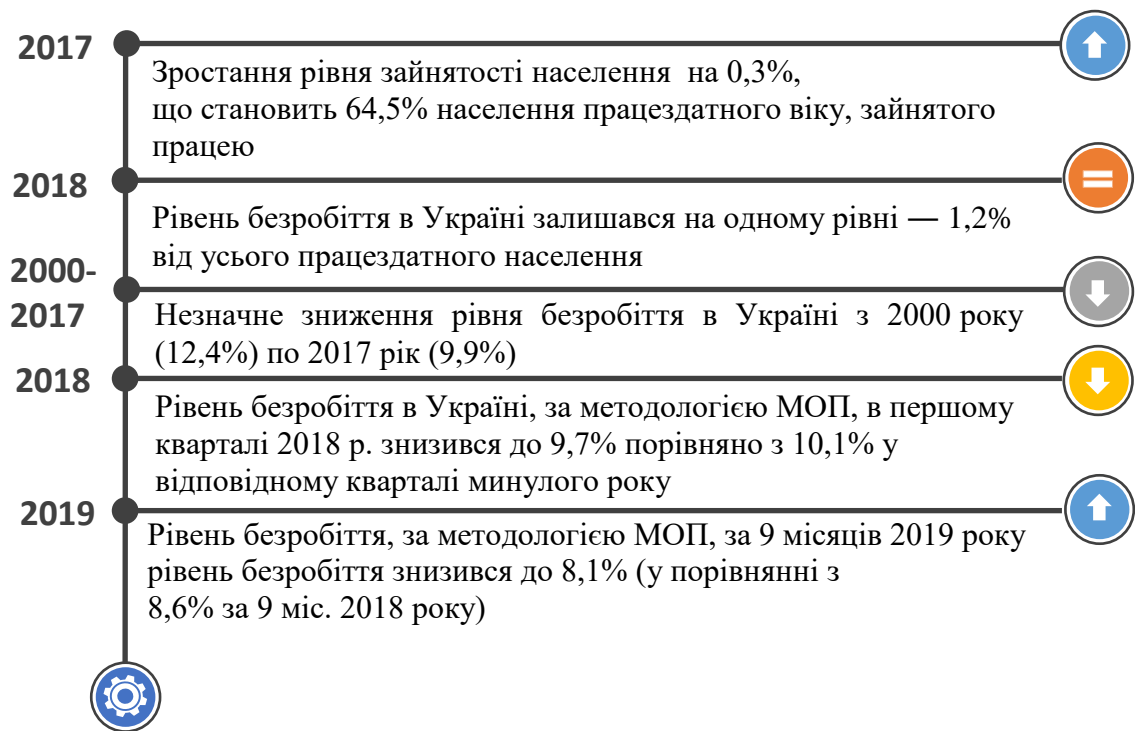 2017
Зростання рівня зайнятості населення на 0,3%,
що становить 64,5% населення працездатного віку, зайнятого
працею
2018
Рівень безробіття в Україні залишався на одному рівні — 1,2%
від усього працездатного населення
2000-
2017
Незначне зниження рівня безробіття в Україні з 2000 року
(12,4%) по 2017 рік (9,9%)
2018
Рівень безробіття в Україні, за методологією МОП, в першому
кварталі 2018 р. знизився до 9,7% порівняно з 10,1% у
відповідному кварталі минулого року
2019
Рівень безробіття, за методологією МОП, за 9 місяців 2019 року
рівень безробіття знизився до 8,1% (у порівнянні з
8,6% за 9 міс. 2018 року)